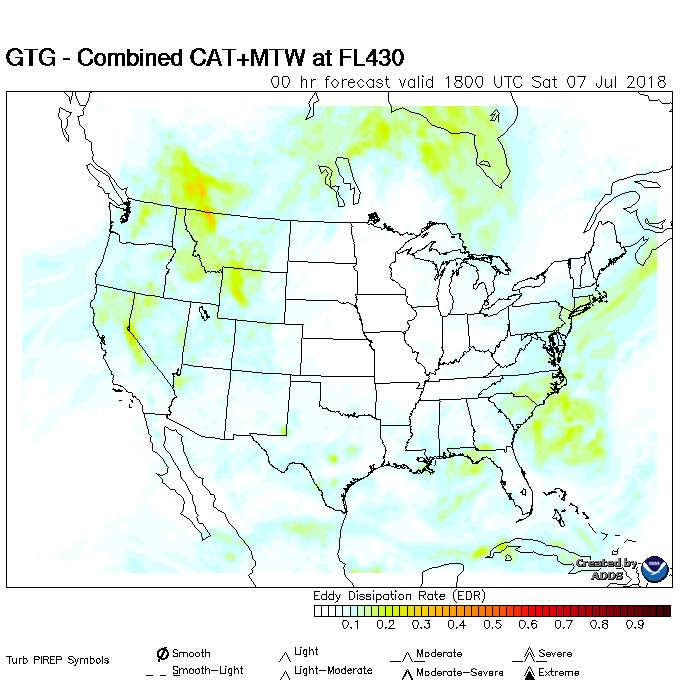 GTG - Combined CAT+MTW at FL430
00 hr forecast valid 1800 UTC Sat 07 Jul 2018
Created by
ADDS
Eddy Dissipation Rate (EDR)
0.1 0.2 0.3 0.4 0.5 0.6 0.7 0.8 0.9
Turb PIREP Symbols
Smooth Light Moderate Severe
Smooth-Light Light-Moderate Moderate-Severe Extreme